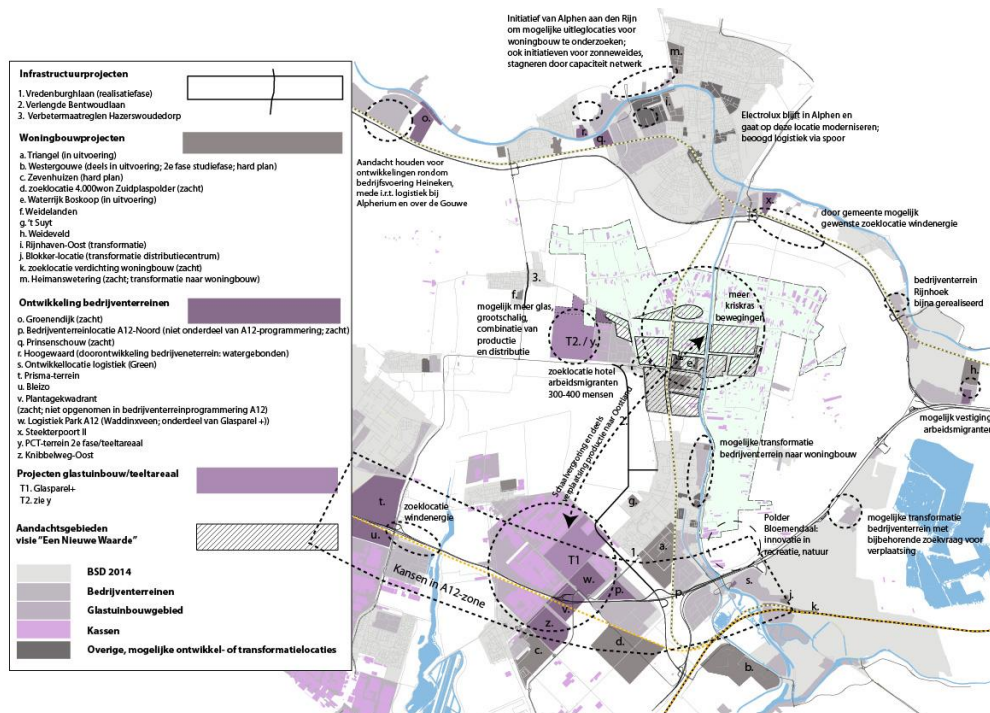 Infrastructuurprojecten
1. Vredenburghlaan (realisatiefase)
2. Verlengde Bentwoudlaan
3. Verbetermaatreglen Hazerswoudedorp
Woningbouwprojecten
a. Triangel (in uitvoering)
b. Westergouwe (deels in uitvoering; 2e fase studiefase; hard plan)
c. Zevenhuizen (hard plan)
d. zoeklocatie 4.000won Zuidplaspolder (zacht)
e. Waterrijk Boskoop (in uitvoering)
f. Weidelanden
g. 't Suyt
h. Weideveld
i. Rijnhaven-Oost (transformatie)
j. Blokker-locatie (transformatie distributiecentrum)
k. zoeklocatie verdichting woningbouw (zacht)
m. Heimanswetering (zacht; transformatie naar woningbouw)
Ontwikkeling bedrijventerreinen
o. Groenendijk (zacht)
p. Bedrijventerreinlocatie A12-Noord (niet onderdeel van A12-programmering; zacht)
q. Prinsenschouw (zacht)
r. Hoogewaard (doorontwikkeling bedrijveneterrein: watergebonden)
s. Ontwikkellocatie logistiek (Green)
t. Prisma-terrein
u. Bleizo
v. Plantagekwadrant
(zacht; niet opgenomen in bedrijventerreinprogrammering A12)
w. Logistiek Park A12 (Waddinxveen; onderdeel van Glasparel +))
x. Steekterpoort II
y. PCT-terrein 2e fase/teeltareaal
z. Knibbelweg-Oost
Projecten glastuinbouw/teeltareaal
T1. Glasparel+
T2. zie y
Aandachtsgebieden
visie "Een Nieuwe Waarde"
BSD 2014
Bedrijventerreinen
Glastuinbouwgebied
Kassen
Overige, mogelijke ontwikkel- of transformatielocaties
Initiatief van Alphen aan den Rijn
om mogelijke uitleglocaties voor
woningbouw te onderzoeken;
ook initiatieven voor zonneweides,
stagneren door capaciteit netwerk
m.
o.
i.
r.
q.
Electrolux blijft in Alphen en
gaat op deze locatie moderniseren;
beoogd logistiek via spoor
Aandacht houden voor
ontwikkelingen rondom
bedrijfsvoering Heineken,
mede i.r.t. logistiek bij
Alpherium en over de Gouwe
x.
door gemeente mogelijk
gewenste zoeklocatie windenergie
3.
f.
mogelijk meer glas,
grootschalig,
combinatie van
productie
en distributie
T2. / y.
meer
kriskras
bewegingen
e.
bedrijventerrein
Rijnhoek
bijna gerealiseerd
h.
zoeklocatie hotel
arbeidsmigranten
300-400 mensen
2.
mogelijk vestiging
arbeidsmigranten
Schaalvergroting en deels
verplaatsing productie naar Oostland
mogelijke transformatie
bedrijventerrein naar woningbouw
t.
zoeklocatie
windenergie
u.
g.
Polder
Bloemendaal:
innovatie in
recreatie, natuur
mogelijke transformatie
bedrijventerrein met
bijbehorende zoekvraag voor
verplaatsing
Kansen in A12-zone
T1
1.
a.
w.
p.
p.
s.
j.
k.
v.
z.
c.
d.
b.